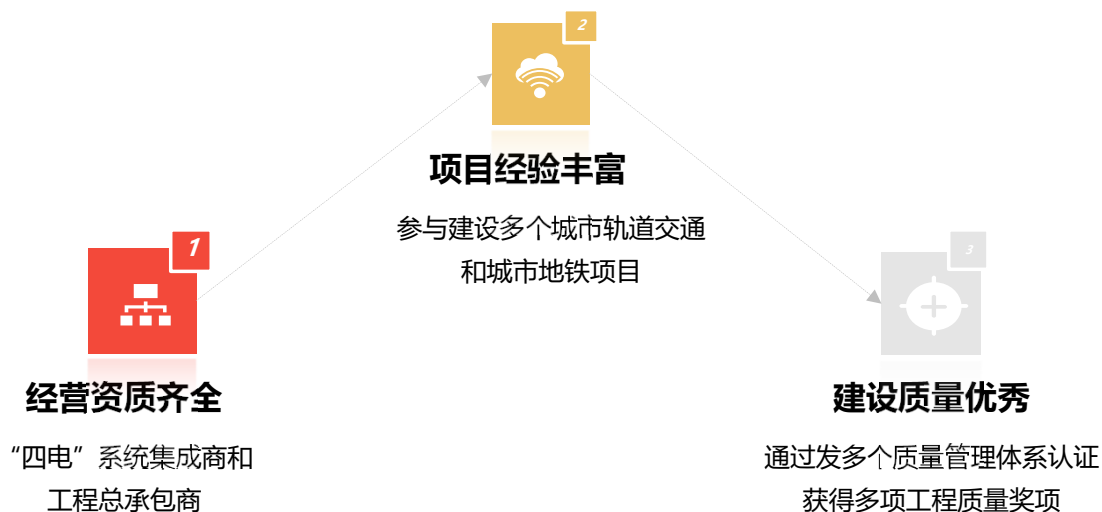 1
经营资质齐全
“四电”系统集成商和
工程总承包商
2
项目经验丰富
参与建设多个城市轨道交通
和城市地铁项目
3
建设质量优秀
通过发多个质量管理体系认证
获得多项工程质量奖项